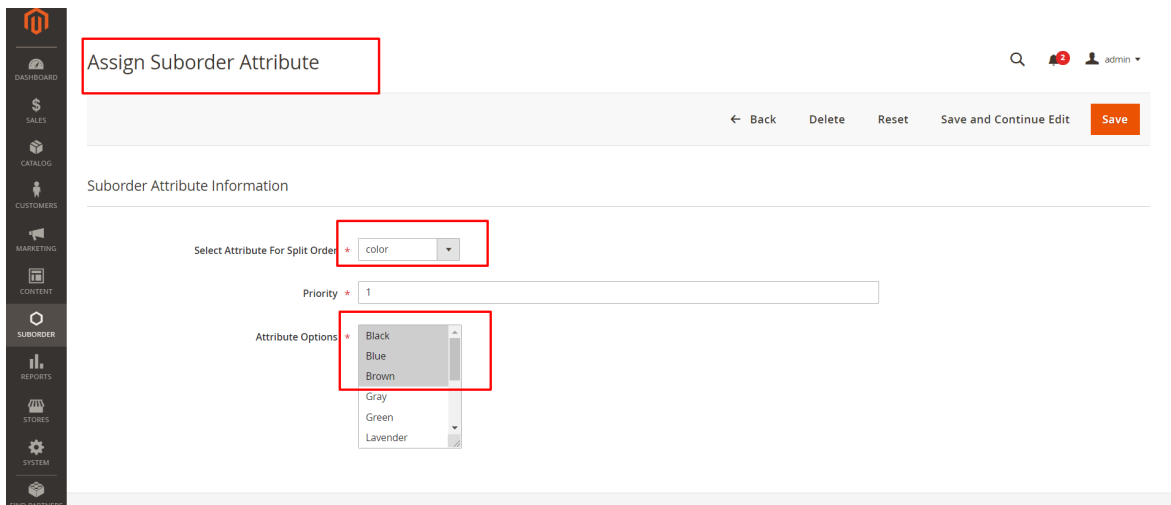 Assign Suborder Attribute
2
admin
DASHBOARD
SALES
CATALOG
CUSTOMERS
MARKETING
CONTENT
SUBORDER
REPORTS
STORES
SYSTEM
FIND PARTNERS
← Back Delete Reset Save and Continue Edit Save
Suborder Attribute Information
Select Attribute For Split Order * color
Priority * 1
Attribute Options * Black
Blue
Brown
Gray
Green
Lavender